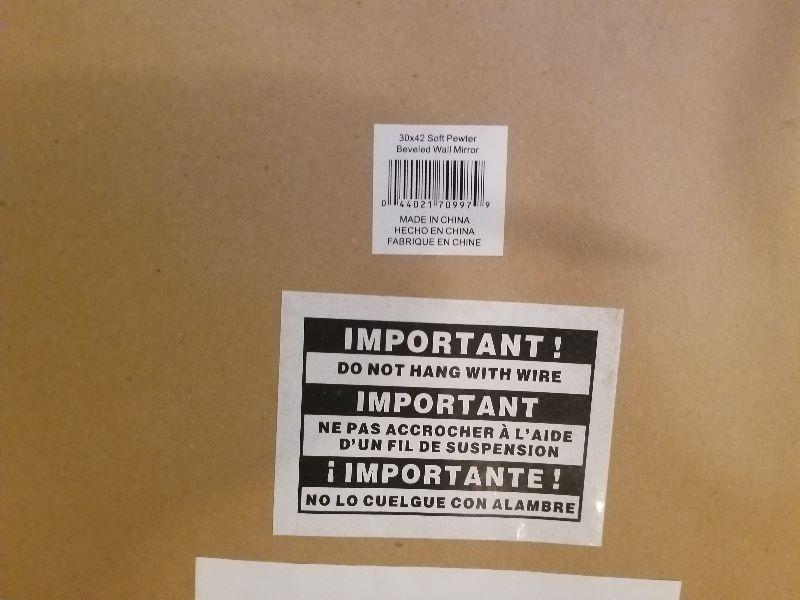 30x42 Soft Pewter
Beveled Wall Mirror
0 44021 70997 9
MADE IN CHINA
HECHO EN CHINA
FABRIQUE EN CHINE
IMPORTANT!
DO NOT HANG WITH WIRE
IMPORTANT
NE PAS ACCROCHER À L'AIDE
D'UN FIL DE SUSPENSION
¡IMPORTANTE!
NO LO CUELGUE CON ALAMBRE